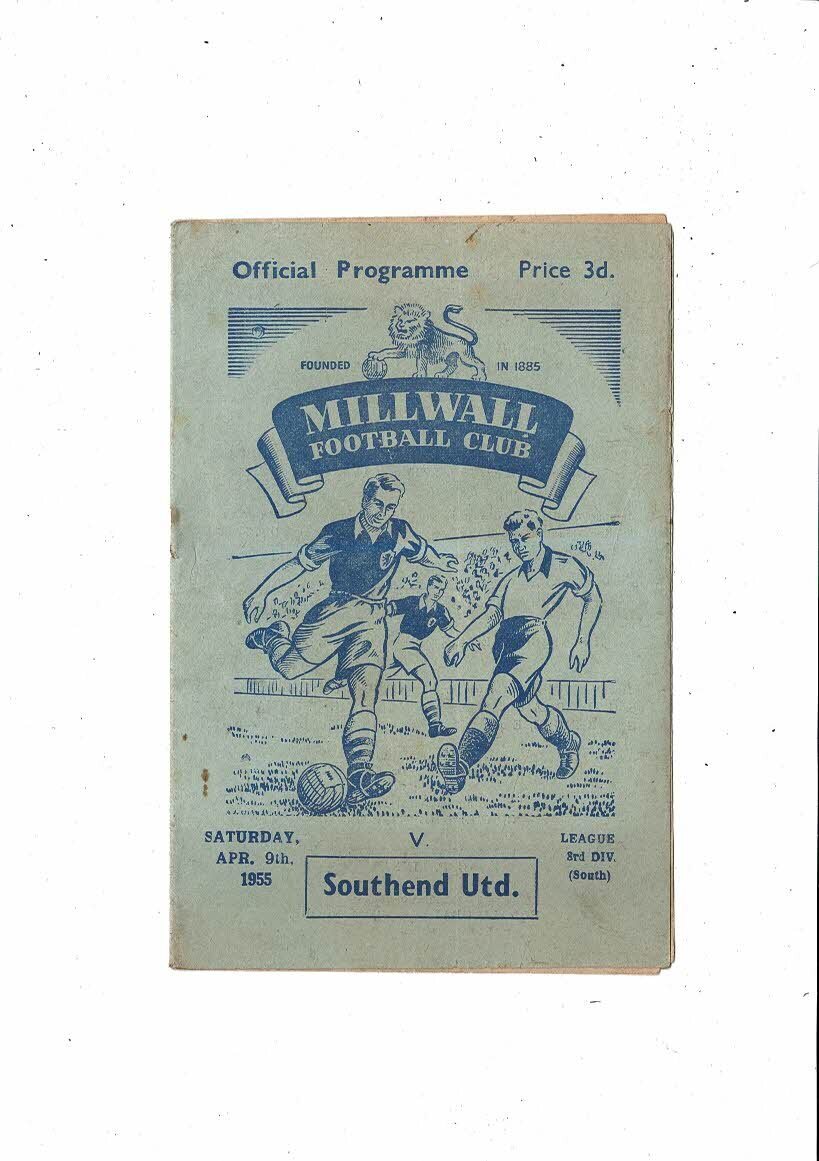 Official Programme Price 3d.
FOUNDED IN 1885
MILLWALL
FOOTBALL CLUB
SATURDAY,
APR. 9th,
1955
V.
Southend Utd.
LEAGUE
3rd DIV.
(South)